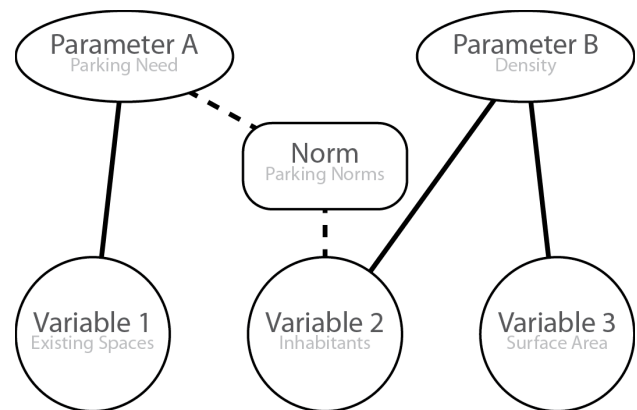 Parameter A
Parking Need
Parameter B
Density
Norm
Parking Norms
Variable 1
Existing Spaces
Variable 2
Inhabitants
Variable 3
Surface Area